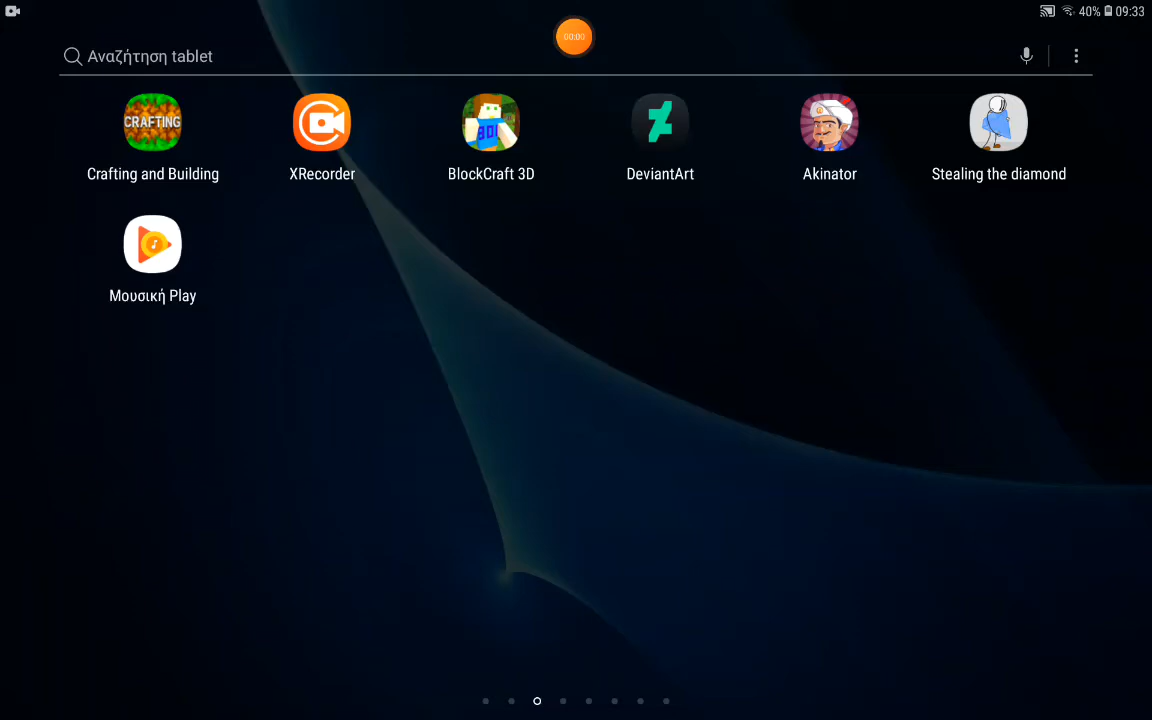 40% 09:33
00:00
Αναζήτηση tablet
CRAFTING
BO
Crafting and Building
XRecorder
BlockCraft 3D
DeviantArt
Akinator
Stealing the diamond
Μουσική Play